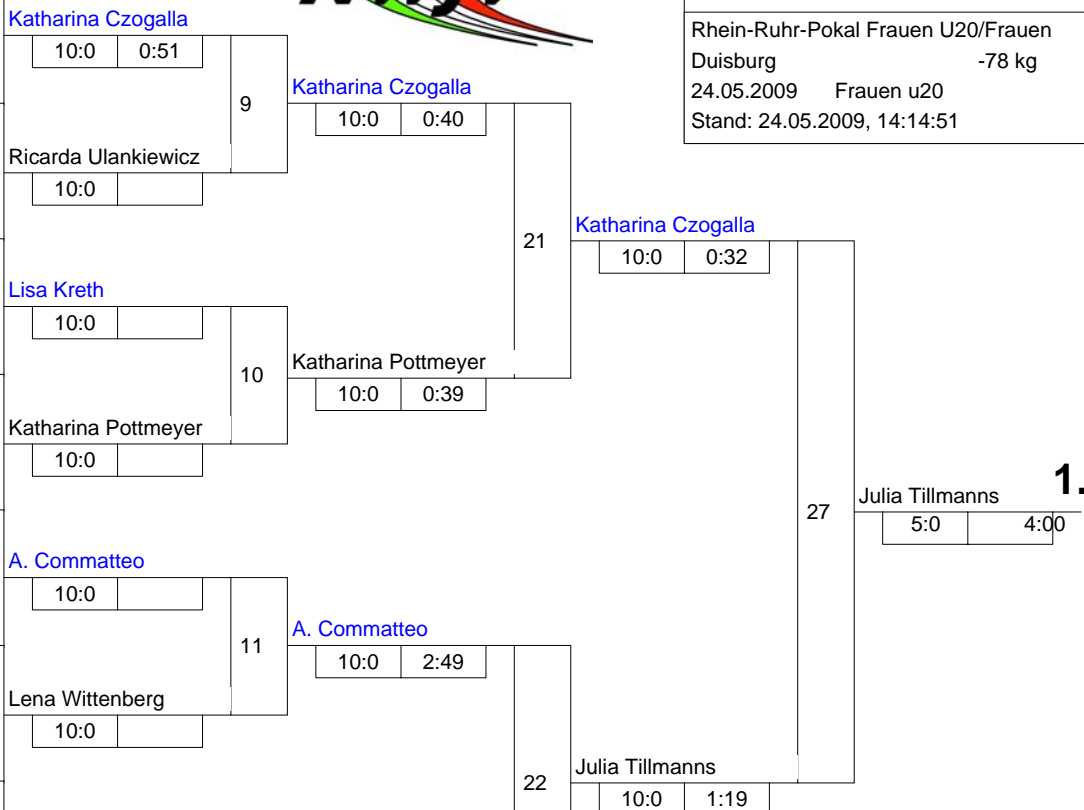 Rhein-Ruhr-Pokal Frauen U20/Frauen
Duisburg -78 kg
24.05.2009 Frauen u20
Stand: 24.05.2009, 14:14:51
Katharina Czogalla
10:0 0:51
9
Katharina Czogalla
10:0 0:40
Ricarda Ulankiewicz
10:0
21
Katharina Czogalla
10:0 0:32
Lisa Kreth
10:0
10
Katharina Pottmeyer
10:0 0:39
Katharina Pottmeyer
10:0
27
Julia Tillmanns 1.
5:0 4:00
A. Commatteo
10:0
11
A. Commatteo
10:0 2:49
Lena Wittenberg
10:0
22
Julia Tillmanns
10:0 1:19